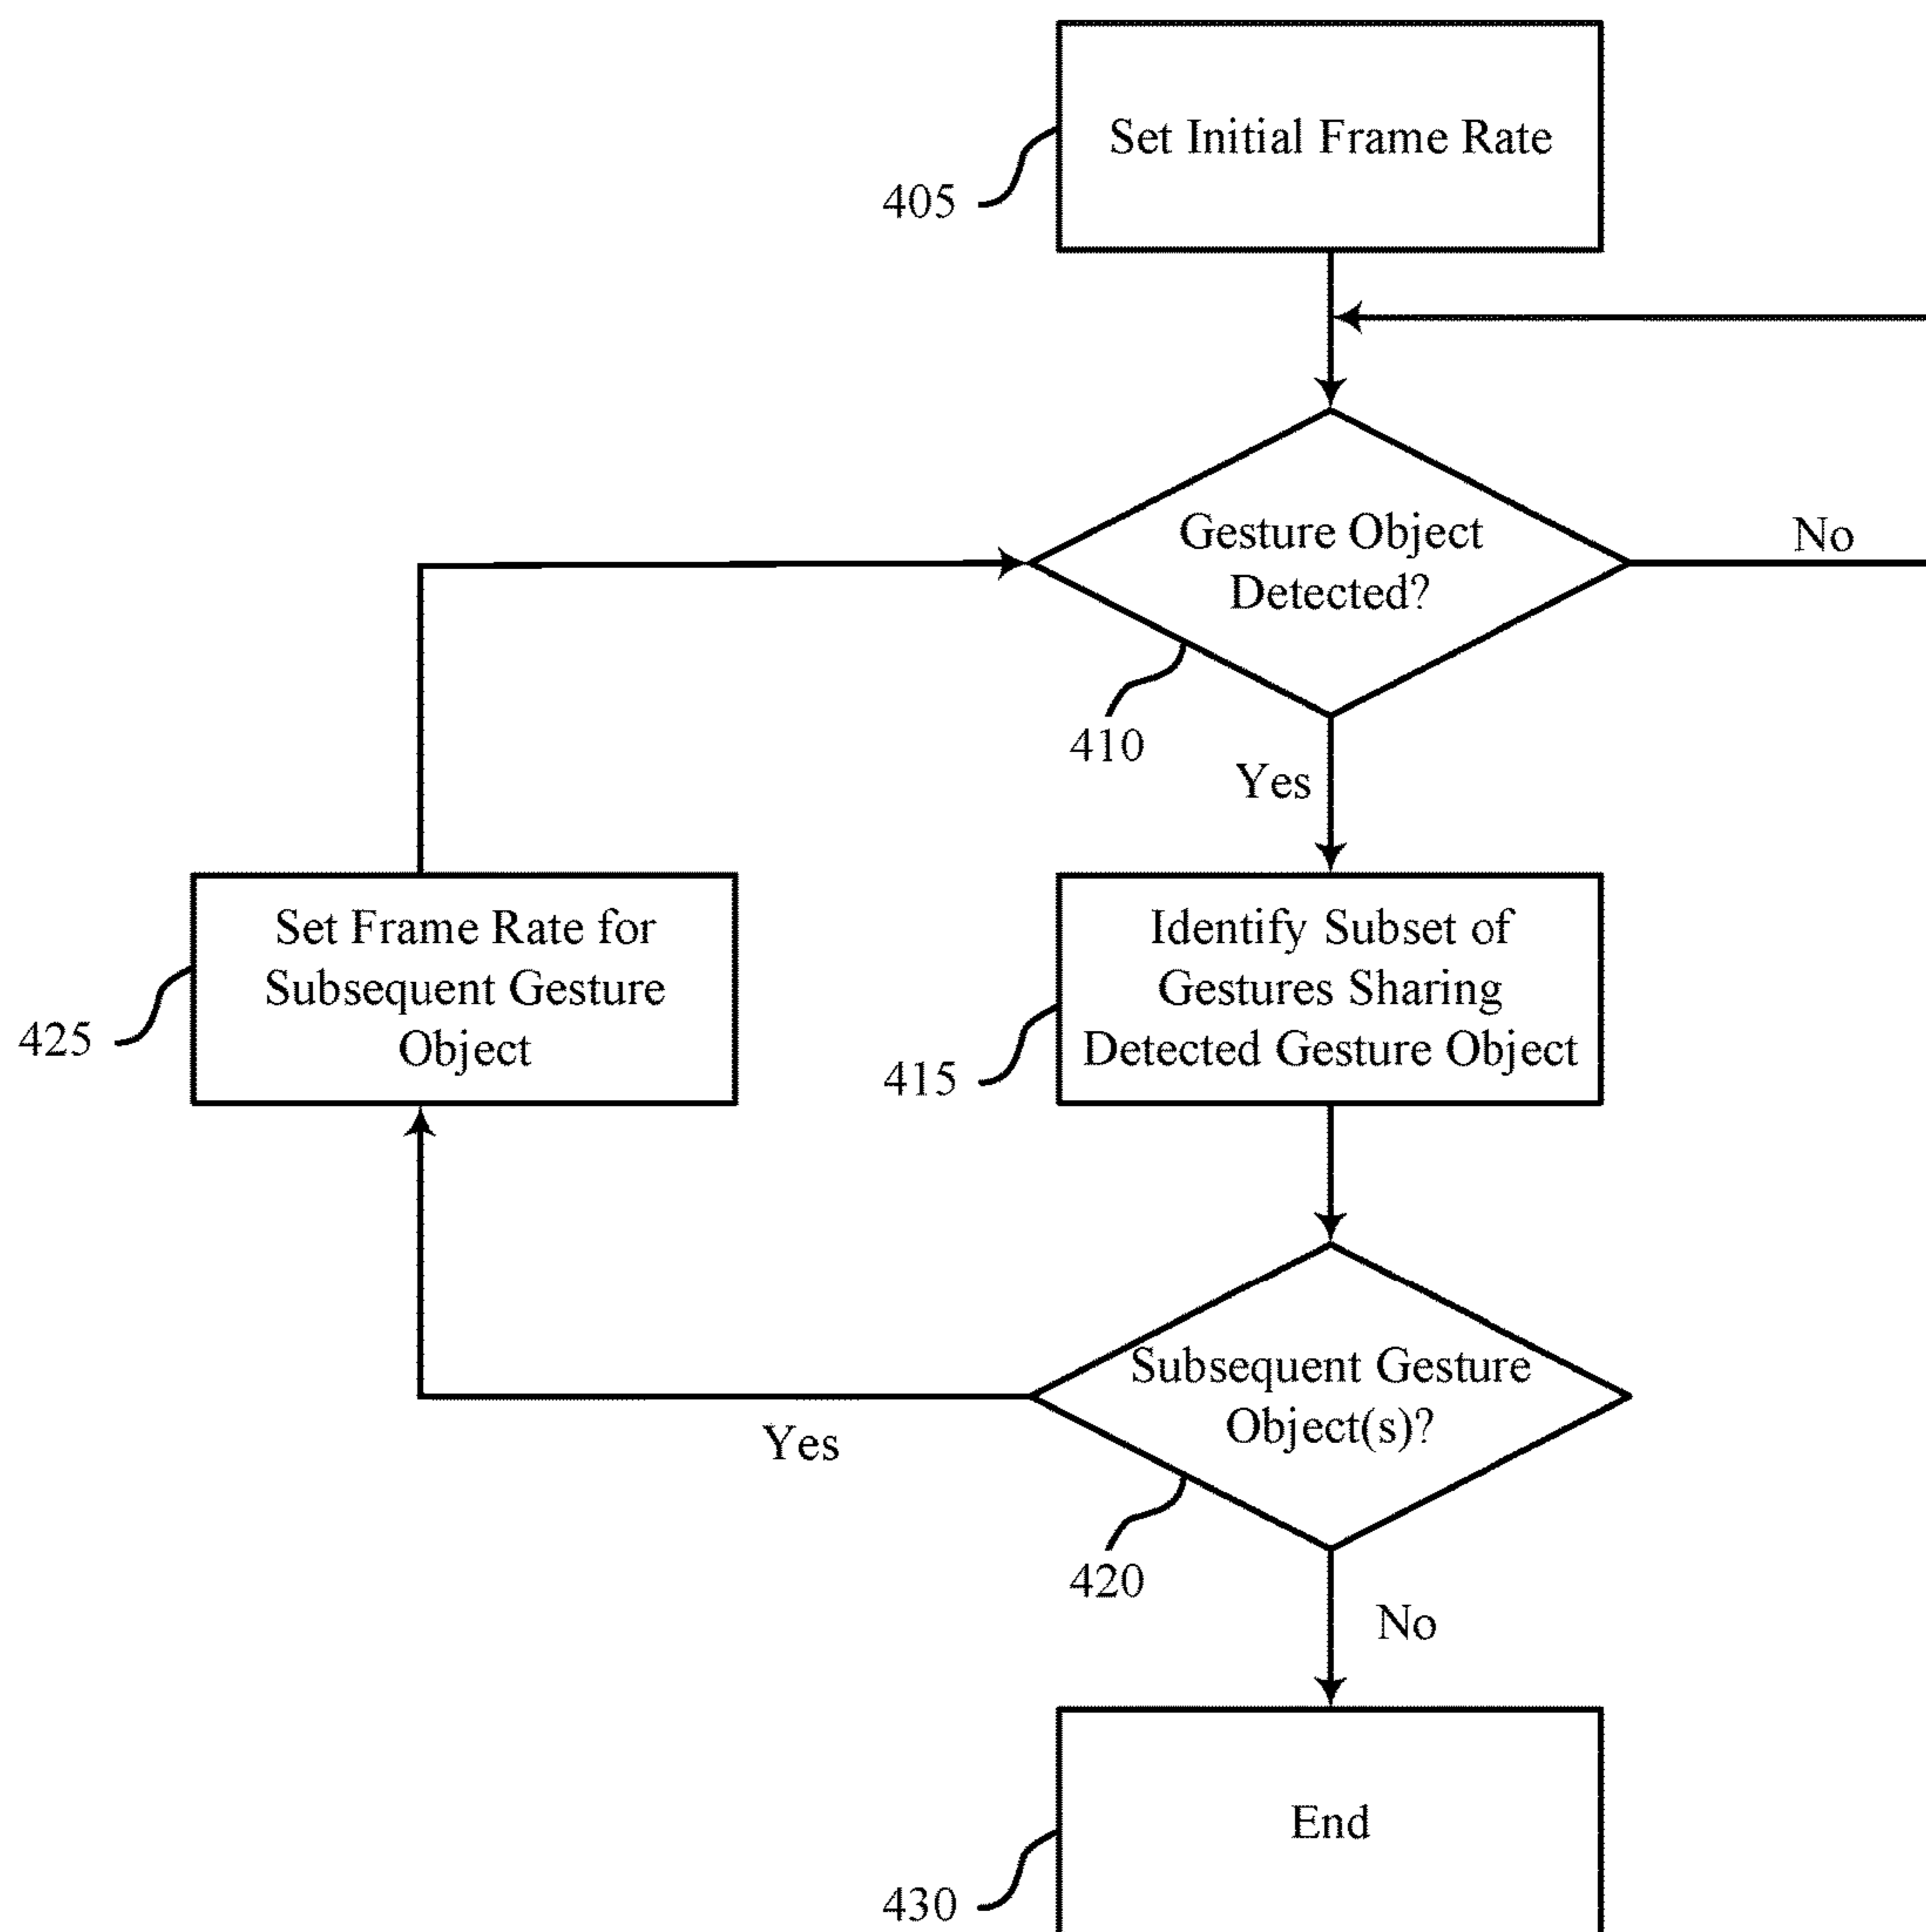 Set Initial Frame Rate
405
Gesture Object
Detected?
No
410
Yes
Set Frame Rate for
Subsequent Gesture
Object
425
Identify Subset of
Gestures Sharing
Detected Gesture Object
415
Subsequent Gesture
Object(s)?
Yes
420
No
End
430